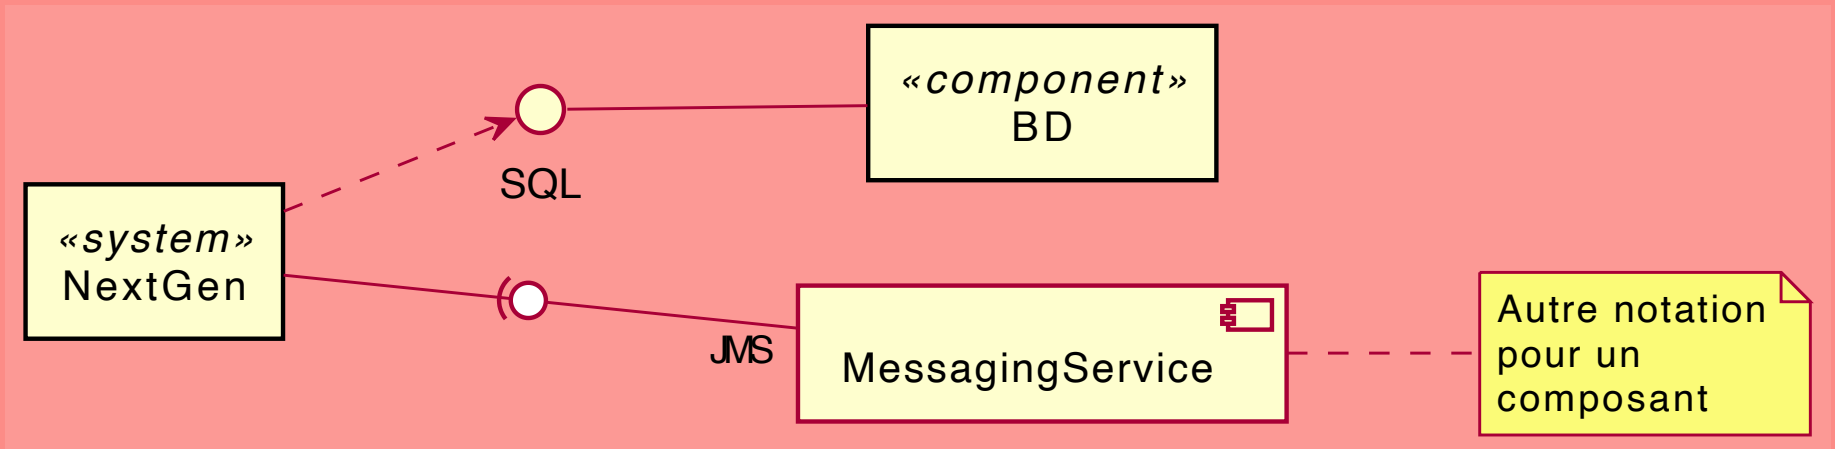 «component»
BD
SQL
«system»
NextGen
JMS
MessagingService
Autre notation
pour un
composant